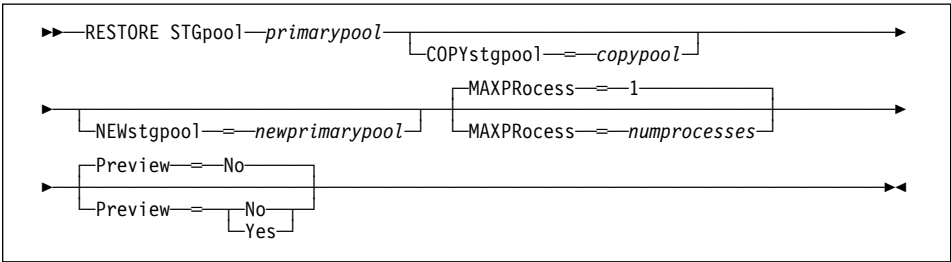 RESTORE STGpool primarypool
COPYstgpool = copypool
MAXPRocess = 1
NEWstgpool = newprimarypool
MAXPRocess = numprocesses
Preview = No
Preview = No
Yes